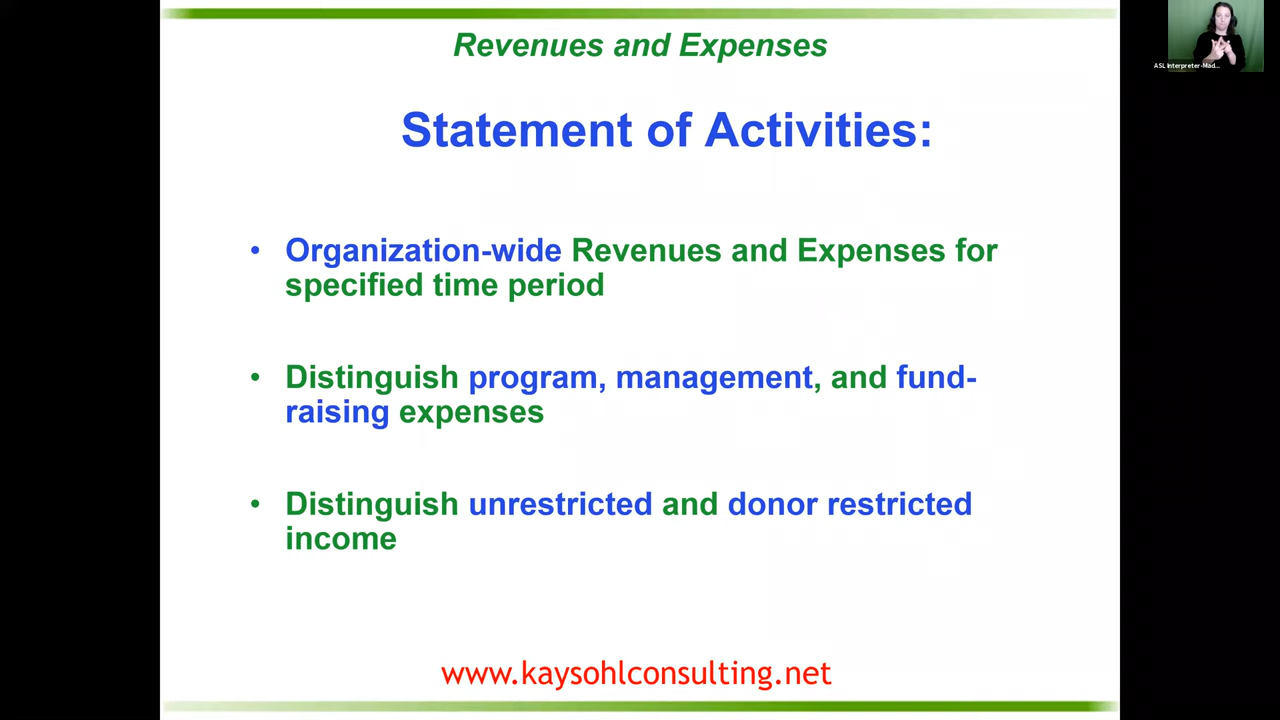 Revenues and Expenses
ASL Interpreter-Mad...
Statement of Activities:
• Organization-wide Revenues and Expenses for
specified time period
• Distinguish program, management, and fund-
raising expenses
• Distinguish unrestricted and donor restricted
income
www.kaysohlconsulting.net